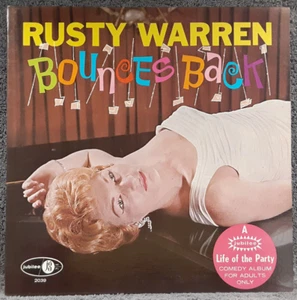 RUSTY WARREN
BOUNCES BACK
A
jubilee
Life of the Party
COMEDY ALBUM
FOR ADULTS
ONLY
jubilee
2039